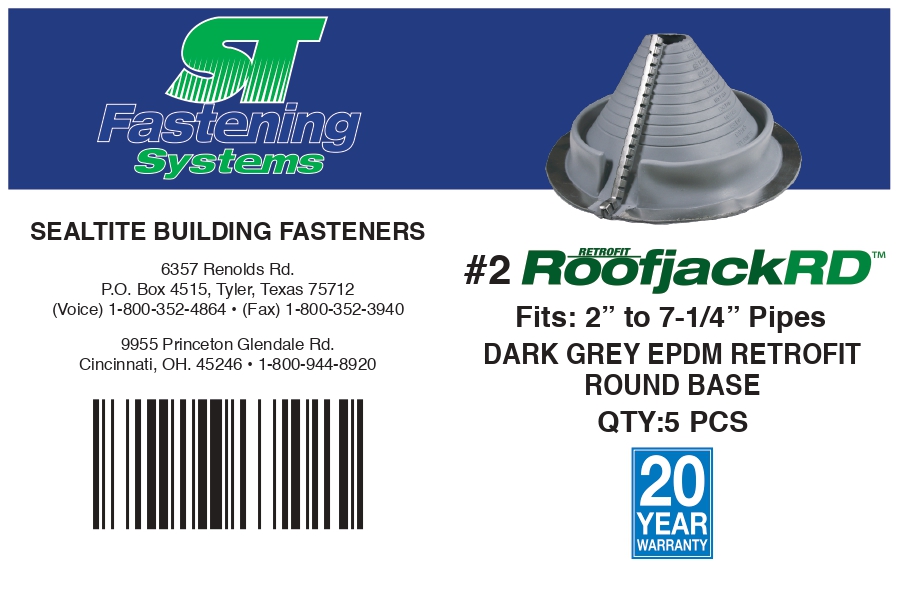 ST
Fastening
Systems
SEALTITE BUILDING FASTENERS
6357 Renolds Rd.
P.O. Box 4515, Tyler, Texas 75712
(Voice) 1-800-352-4864 • (Fax) 1-800-352-3940
9955 Princeton Glendale Rd.
Cincinnati, OH. 45246 • 1-800-944-8920
RETROFIT
#2 RoofjackRD™
Fits: 2” to 7-1/4” Pipes
DARK GREY EPDM RETROFIT
ROUND BASE
QTY:5 PCS
20
YEAR
WARRANTY